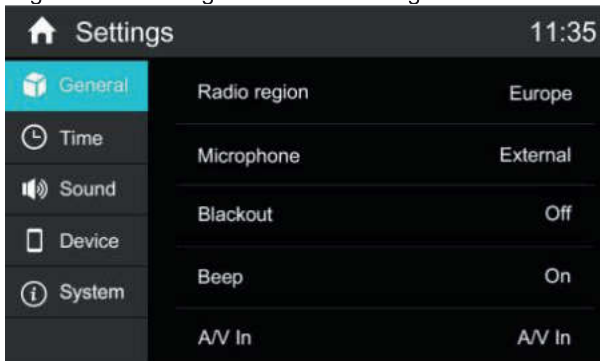 Settings
11:35
General
Time
Sound
Device
System
Radio region Europe
Microphone External
Blackout Off
Beep On
A/V In A/V In